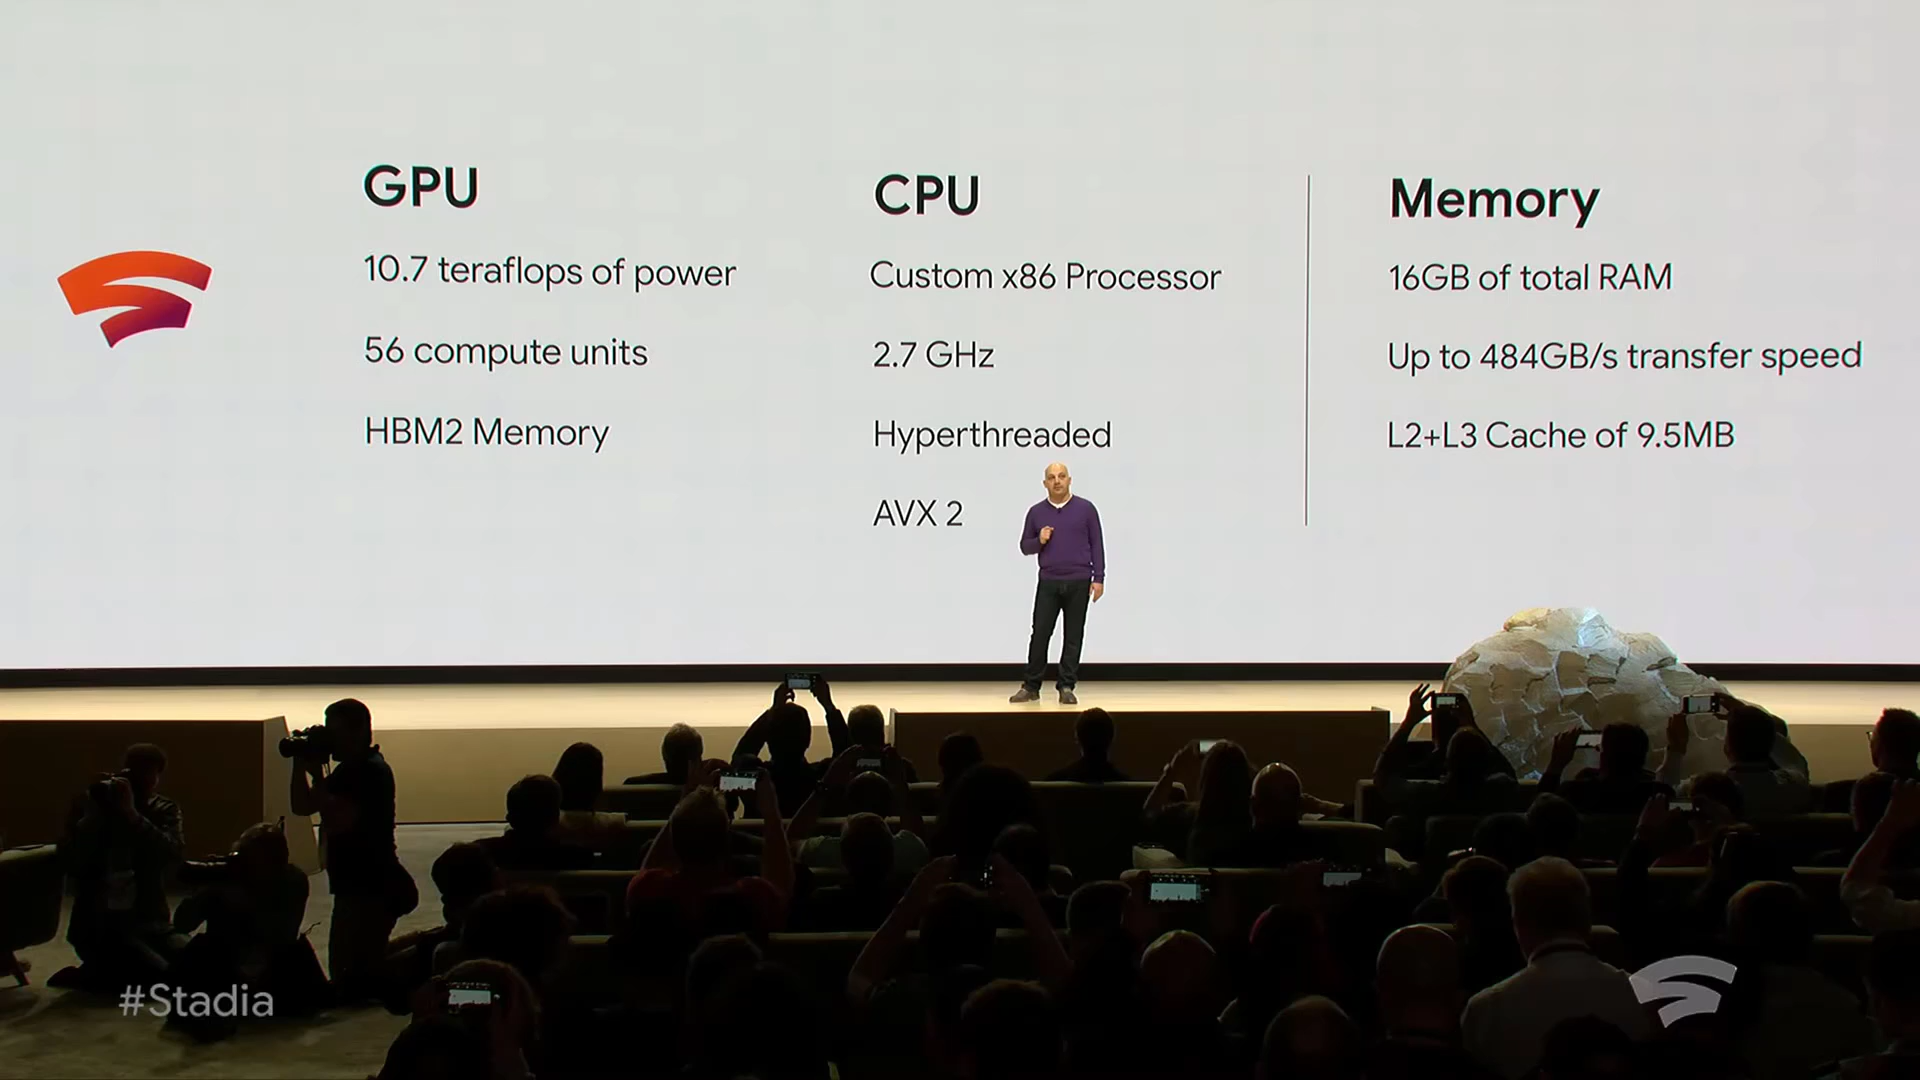 GPU
10.7 teraflops of power
56 compute units
HBM2 Memory
CPU
Custom x86 Processor
2.7 GHz
Hyperthreaded
AVX 2
Memory
16GB of total RAM
Up to 484GB/s transfer speed
L2+L3 Cache of 9.5MB
#Stadia